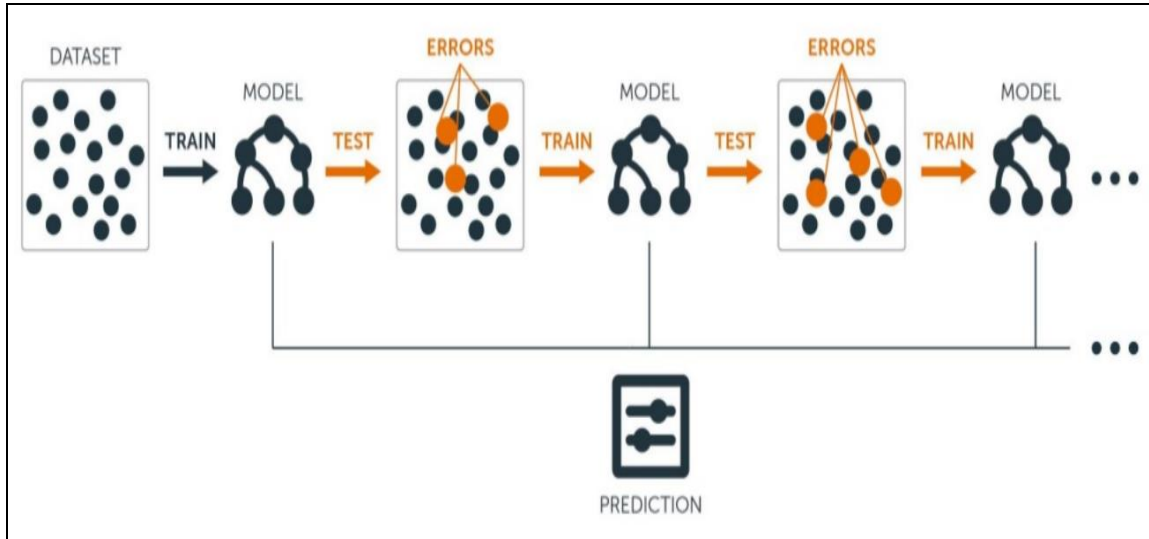 DATASET
TRAIN
MODEL
TEST
ERRORS
TRAIN
MODEL
TEST
ERRORS
TRAIN
MODEL
PREDICTION